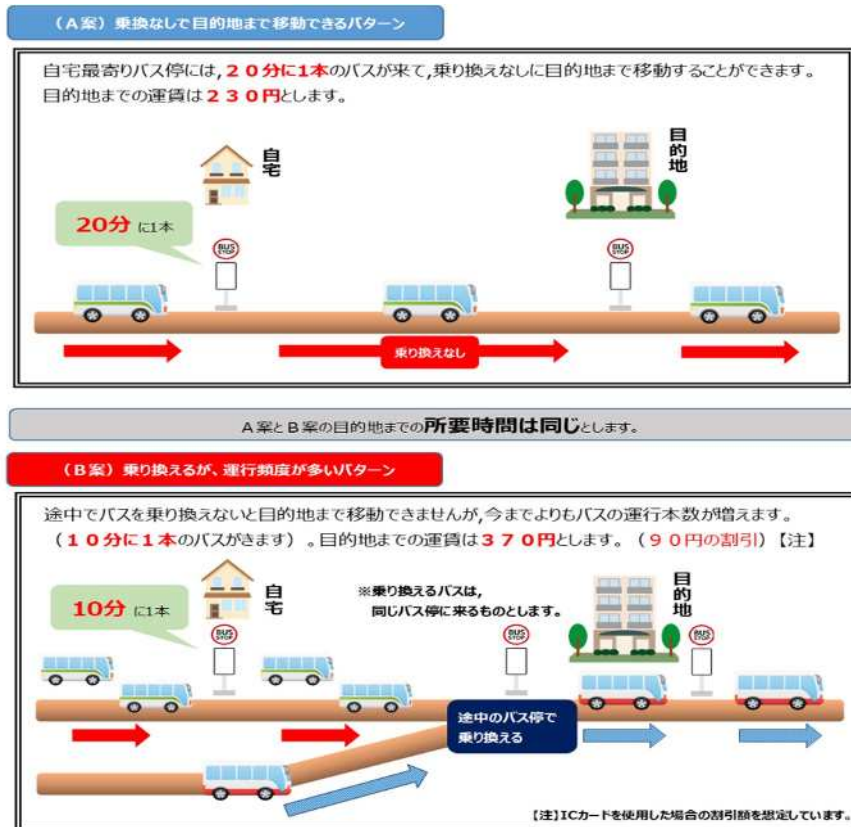 （A案）乗換なしで目的地まで移動できるパターン
自宅最寄りバス停には,２０分に1本のバスが来て,乗り換えなしに目的地まで移動することができます。
目的地までの運賃は２３０円とします。
自宅
目的地
20分 に1本
BUS STOP
BUS STOP
乗り換えなし
A案とB案の目的地までの所要時間は同じとします。
（B案）乗り換えるが、運行頻度が多いパターン
途中でバスを乗り換えないと目的地まで移動できませんが,今までよりもバスの運行本数が増えます。
（１０分に１本のバスがきます）。目的地までの運賃は３７０円とします。（９０円の割引）【注】
自宅
※乗り換えるバスは,
同じバス停に来るものとします。
目的地
10分 に1本
BUS STOP
BUS STOP
BUS STOP
途中のバス停で
乗り換える
【注】ICカードを使用した場合の割引額を想定しています。